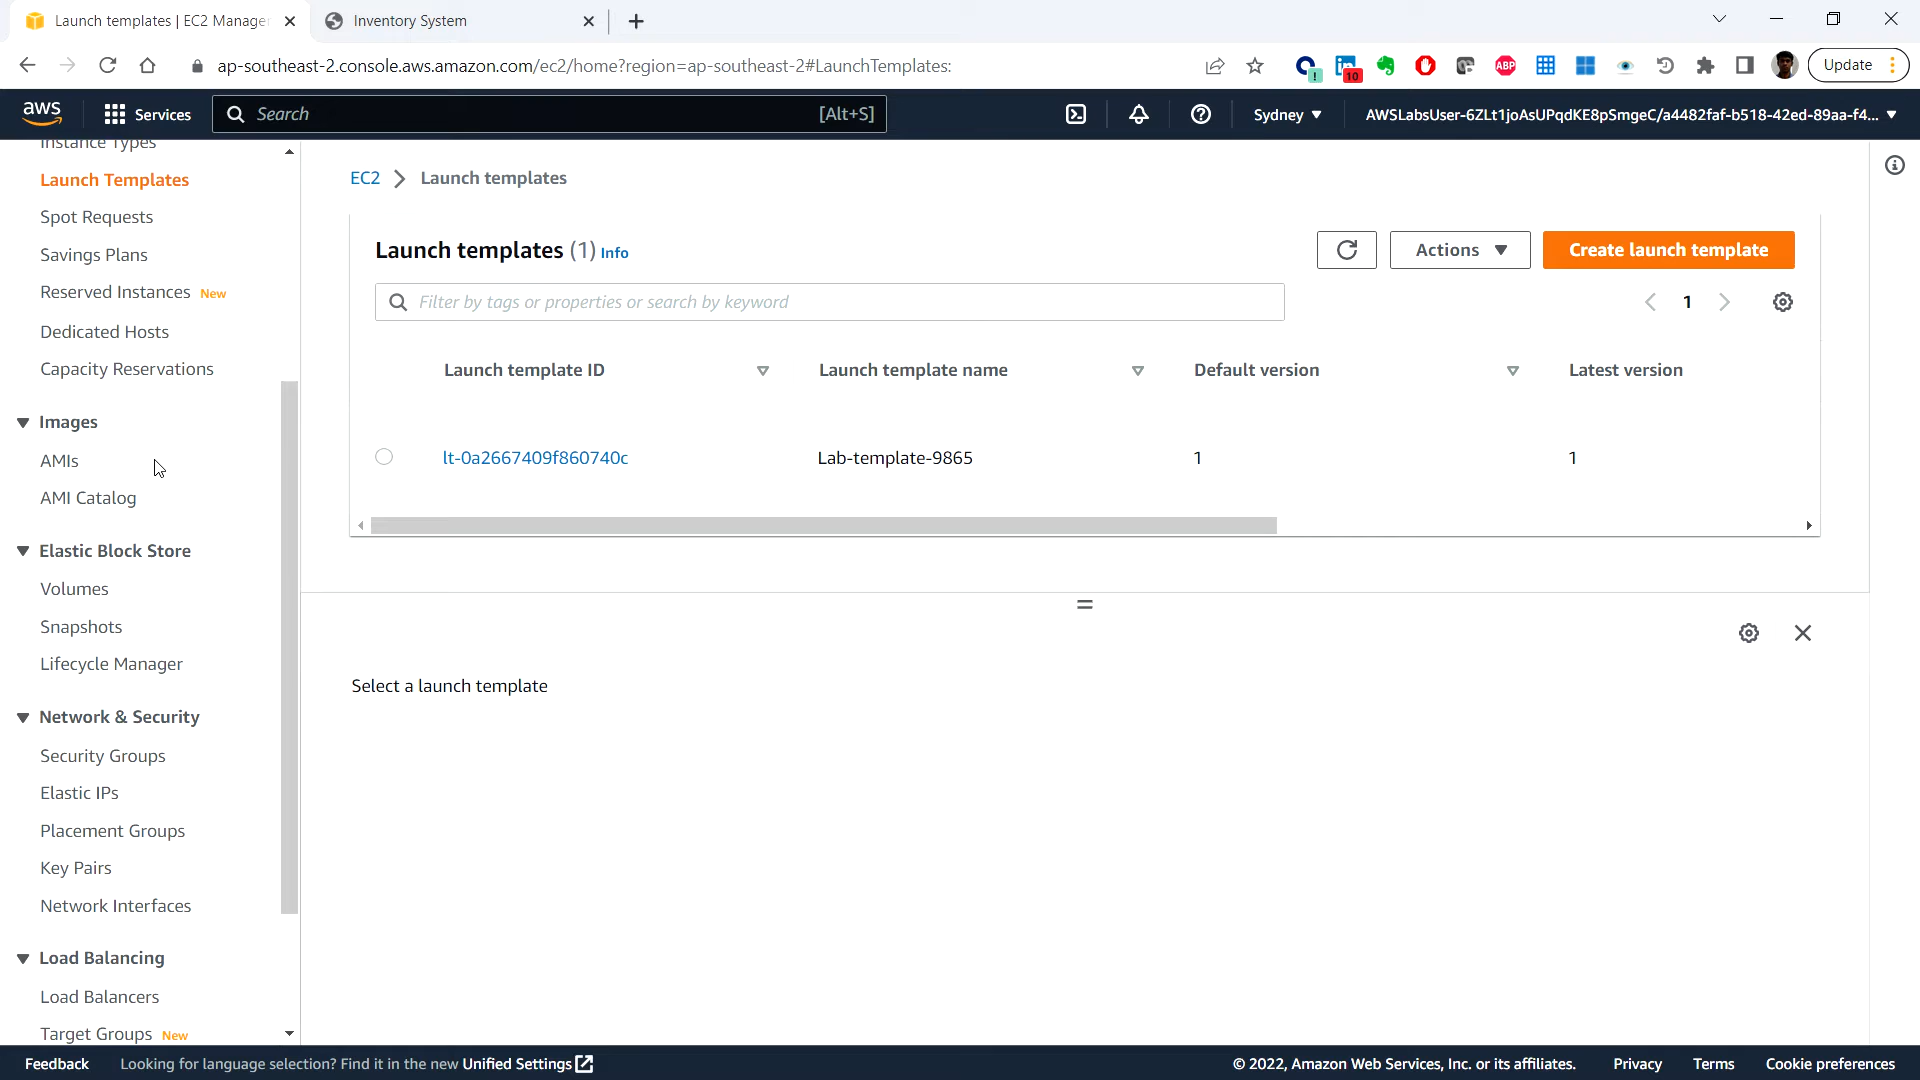 Launch templates | EC2 Manage
Inventory System
ap-southeast-2.console.aws.amazon.com/ec2/home?region=ap-southeast-2#LaunchTemplates:
10
ABP
Update
aws
Services
Search
[Alt+S]
Sydney
AWSLabsUser-6ZLt1joAsUPqdKE8pSmgeC/a4482faf-b518-42ed-89aa-f4...
Instance Types
Launch Templates
Spot Requests
Savings Plans
Reserved Instances New
Dedicated Hosts
Capacity Reservations
Images
AMIs
AMI Catalog
Elastic Block Store
Volumes
Snapshots
Lifecycle Manager
Network & Security
Security Groups
Elastic IPs
Placement Groups
Key Pairs
Network Interfaces
Load Balancing
Load Balancers
Target Groups New
EC2 > Launch templates
Launch templates (1) Info
Actions
Create launch template
Filter by tags or properties or search by keyword
1
Launch template ID
Launch template name
Default version
Latest version
lt-0a2667409f860740c
Lab-template-9865
1
1
Select a launch template
Feedback
Looking for language selection? Find it in the new Unified Settings
© 2022, Amazon Web Services, Inc. or its affiliates.
Privacy
Terms
Cookie preferences